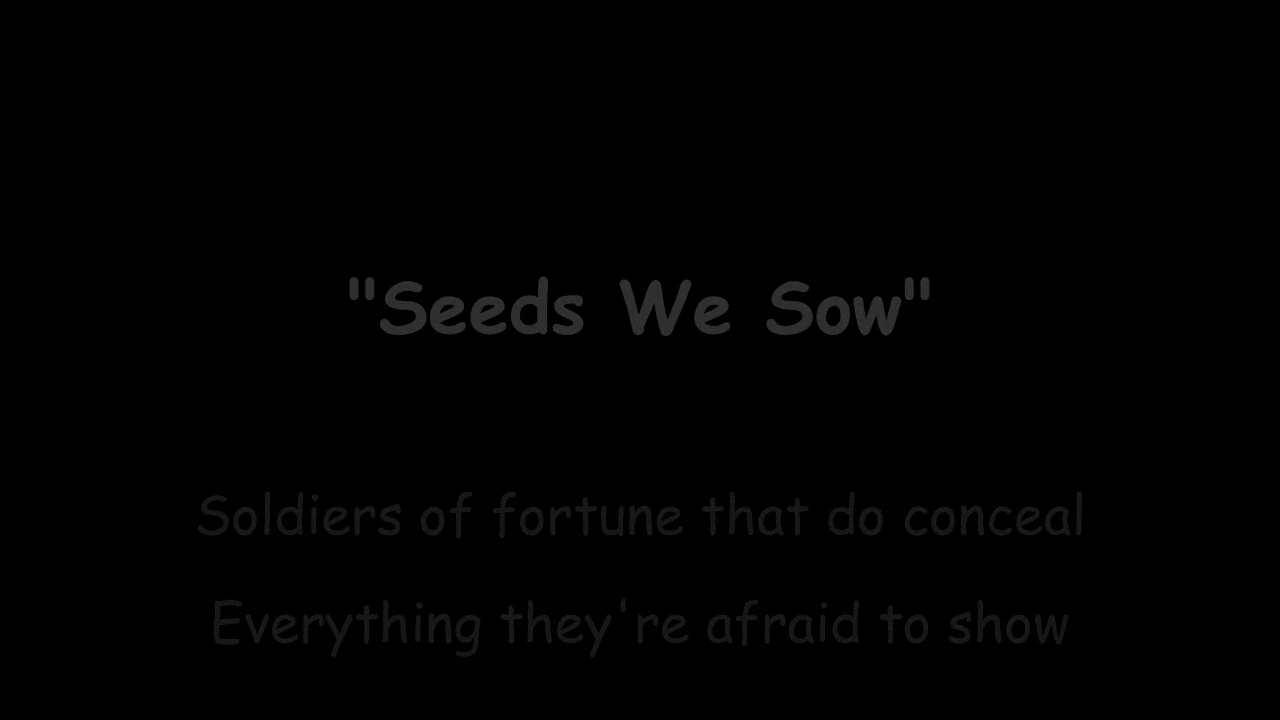 "Seeds We Sow"
Soldiers of fortune that do conceal
Everything they're afraid to show